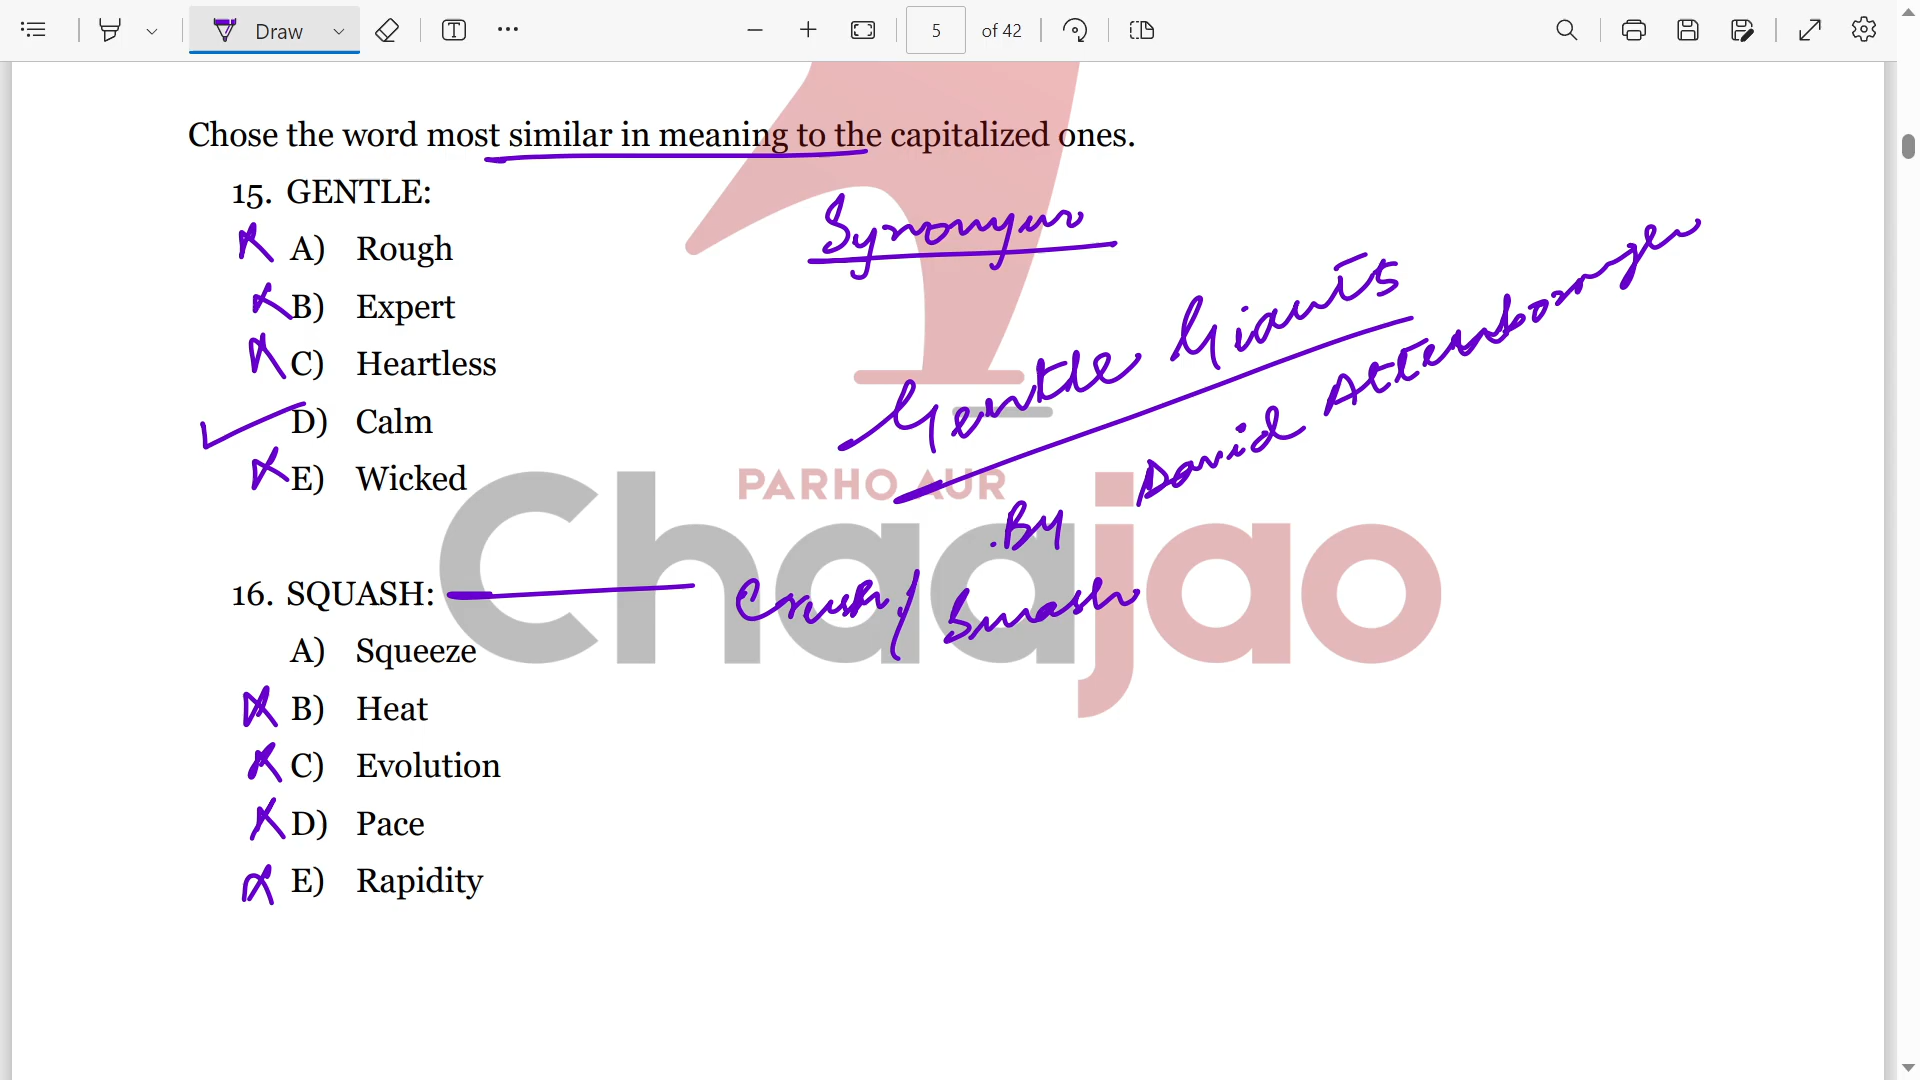 Draw
5 of 42
Chose the word most similar in meaning to the capitalized ones.
15. GENTLE:
Synonym
A) Rough
B) Expert
C) Heartless
D) Calm
E) Wicked
Gentle Giants
By David Attenborough
PARHO AUR
Chaajao
16. SQUASH: Crush/Smash
A) Squeeze
B) Heat
C) Evolution
D) Pace
E) Rapidity